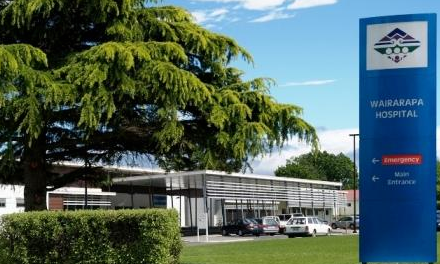 WAIRARAPA
HOSPITAL
← Emergency
← Main
Entrance